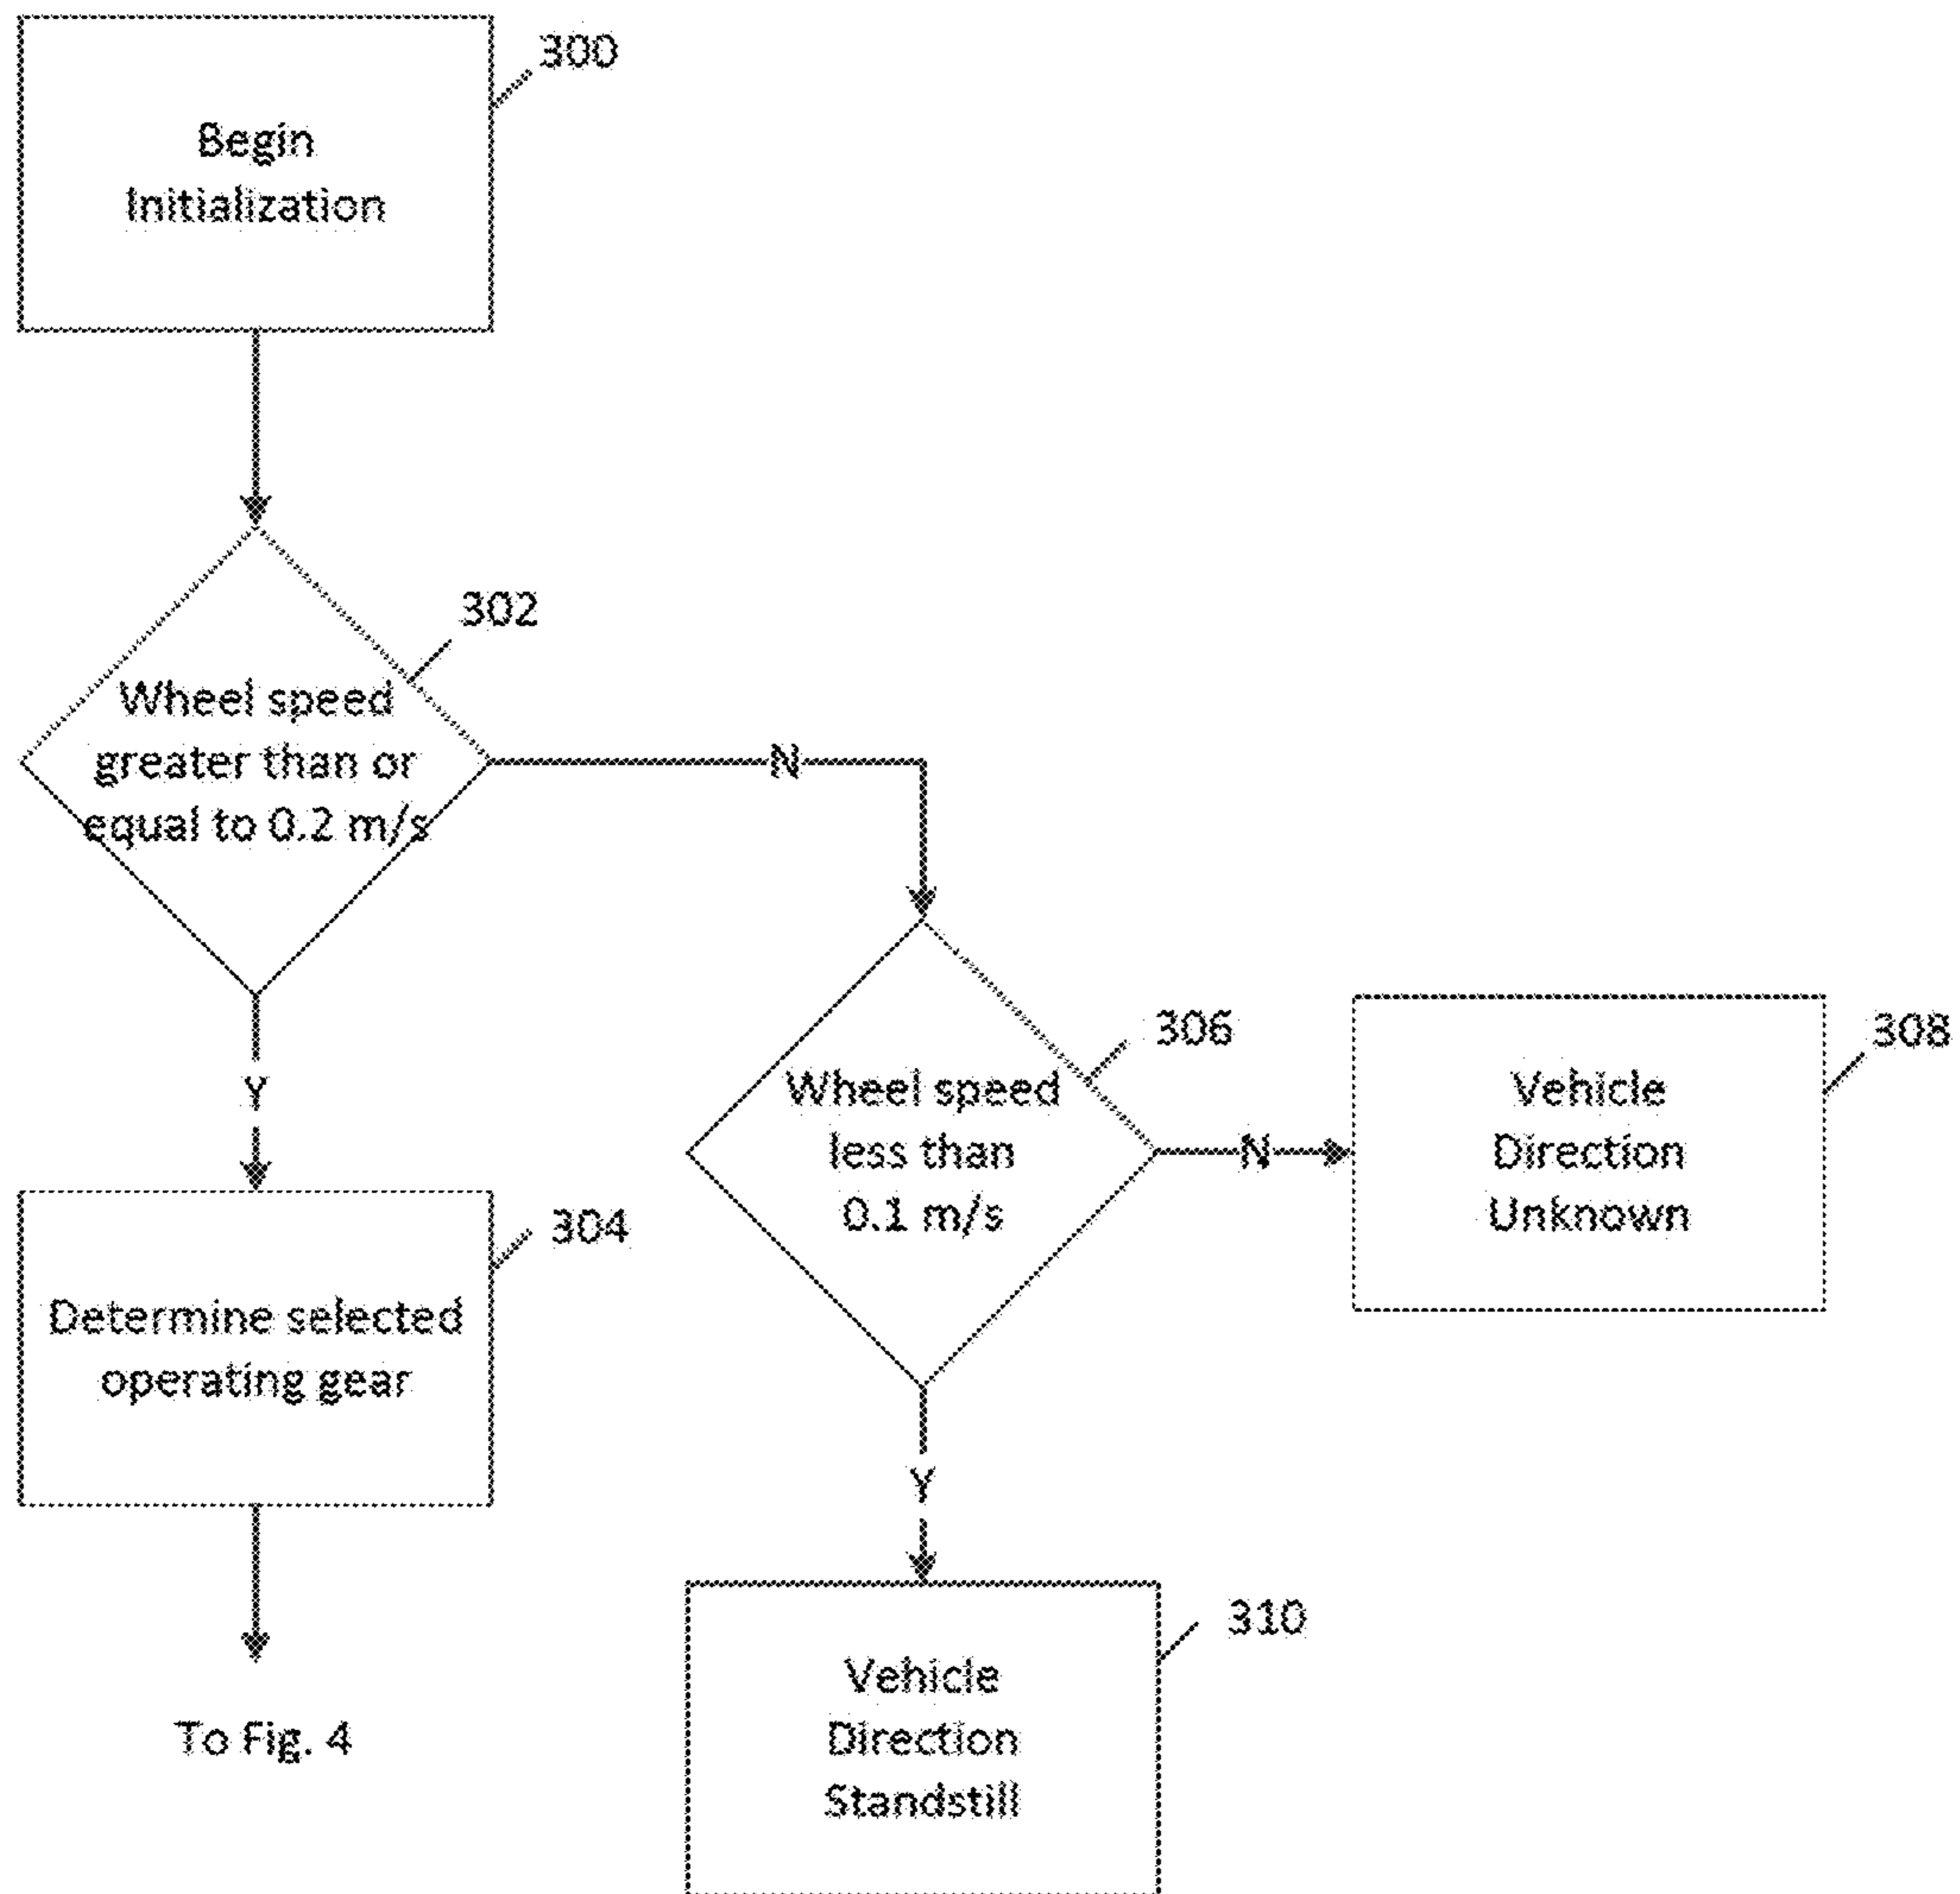 300
Begin
Initialization
302
Wheel speed
greater than or
equal to 0.2 m/s
N
Y
306
Wheel speed
less than
0.1 m/s
N
308
Vehicle
Direction
Unknown
304
Determine selected
operating gear
Y
310
Vehicle
Direction
Standstill
To Fig. 4